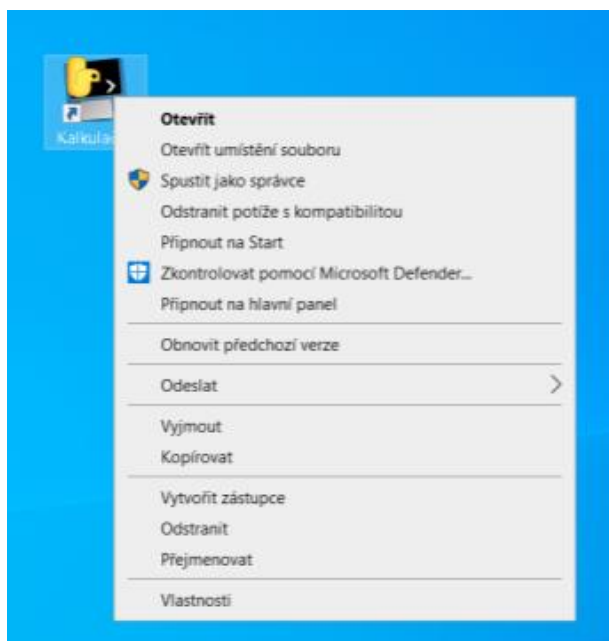 Otevřít
Otevřít umístění souboru
Spustit jako správce
Odstranit potíže s kompatibilitou
Připnout na Start
Zkontrolovat pomocí Microsoft Defender...
Připnout na hlavní panel
Obnovit předchozí verze
Odeslat
Vyjmout
Kopírovat
Vytvořit zástupce
Odstranit
Přejmenovat
Vlastnosti